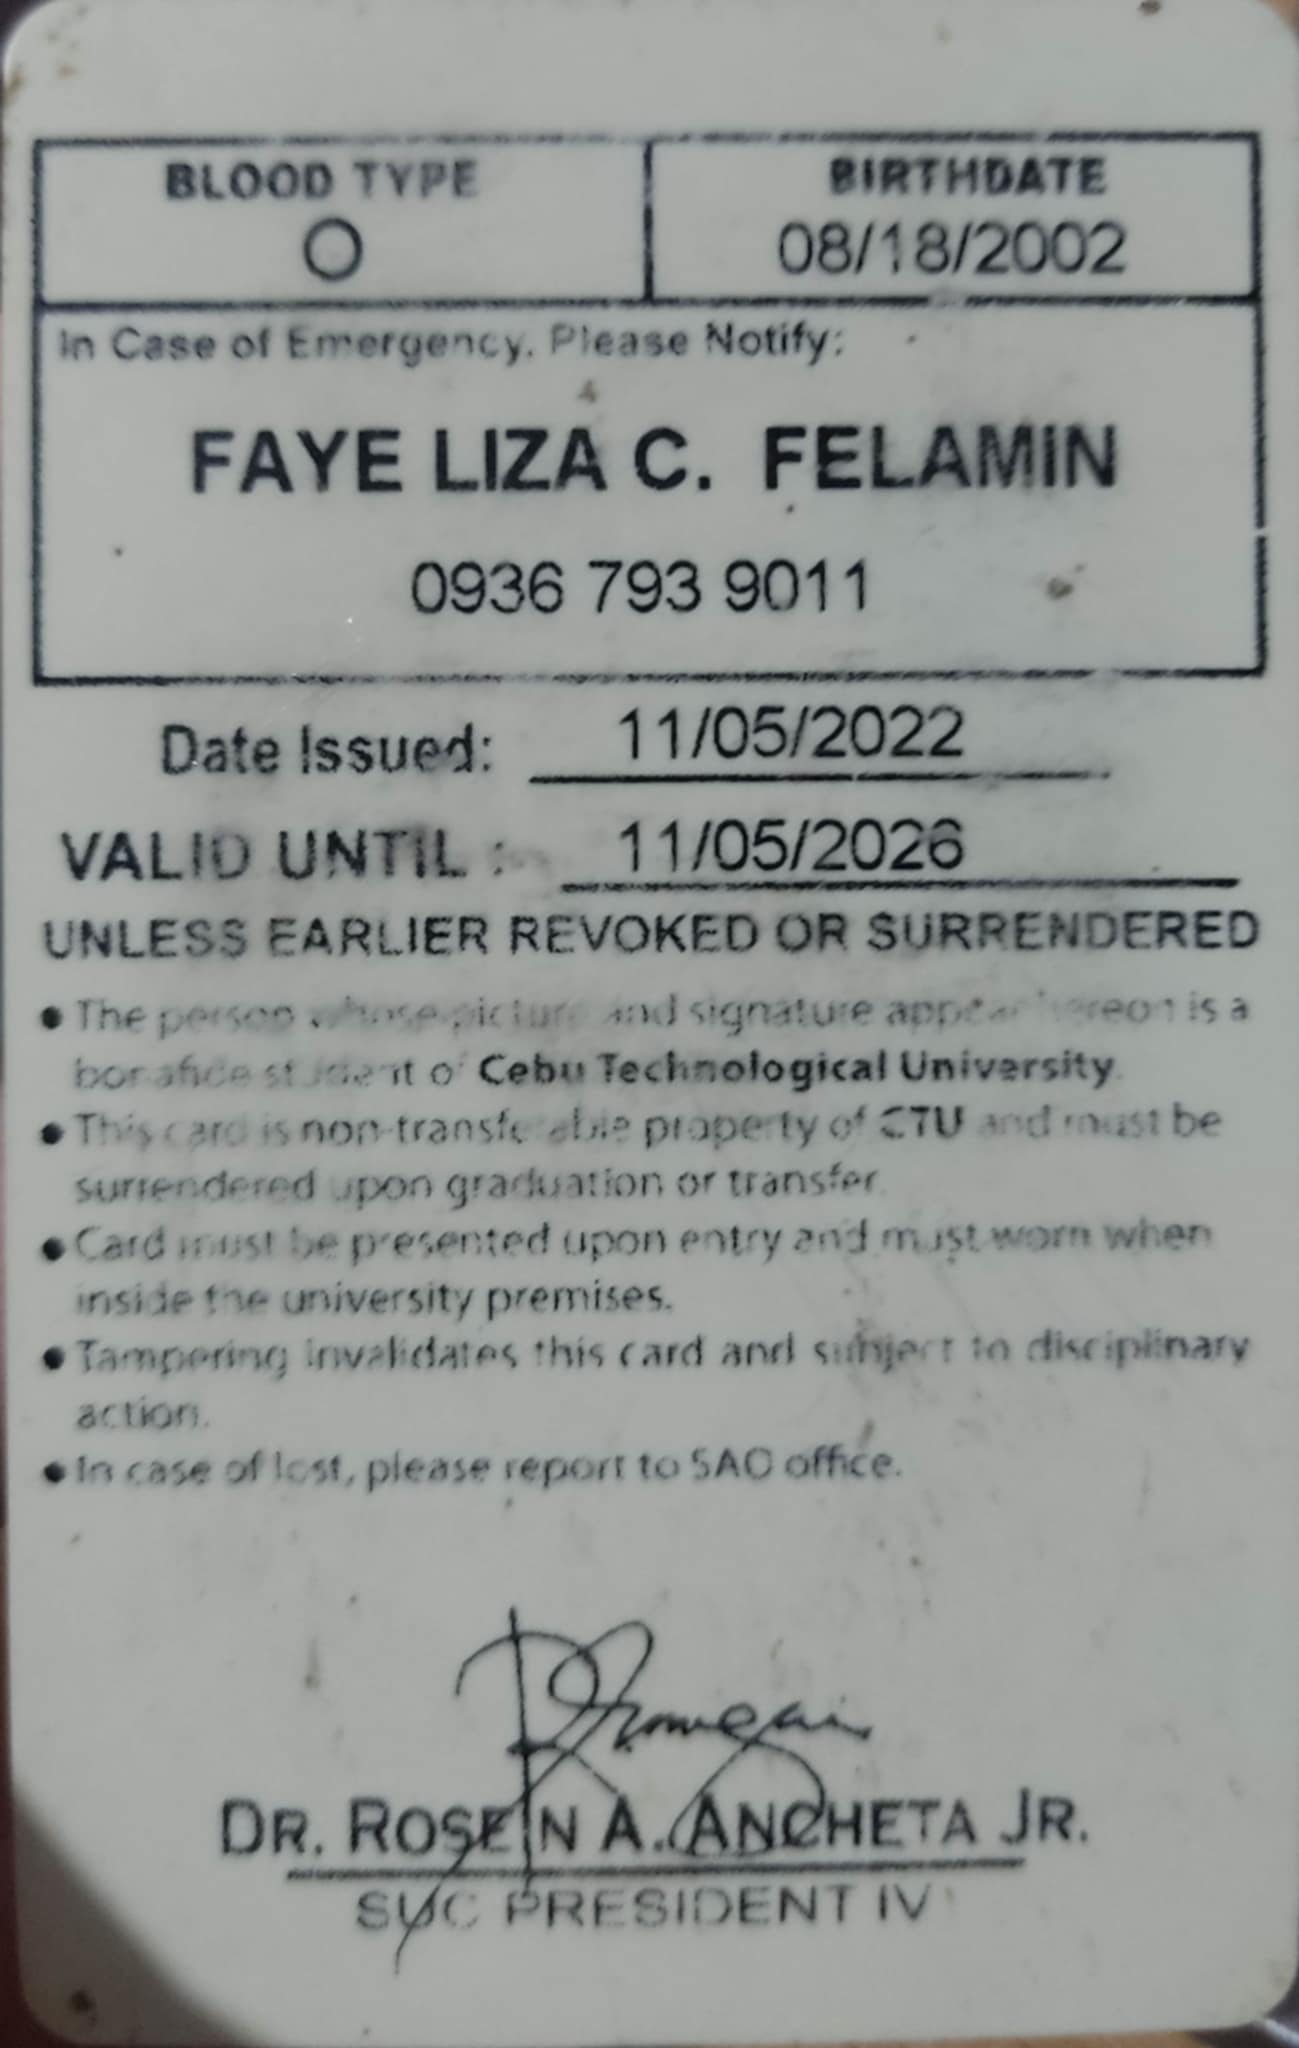 BLOOD TYPE
O
BIRTHDATE
08/18/2002
In Case of Emergency, Please Notify:
FAYE LIZA C. FELAMIN
0936 793 9011
Date Issued: 11/05/2022
VALID UNTIL : 11/05/2026
UNLESS EARLIER REVOKED OR SURRENDERED
• The person whose picture and signature appear hereon is a
bonafide student of Cebu Technological University.
• This card is non-transferable property of CTU and must be
surrendered upon graduation or transfer.
• Card must be presented upon entry and must worn when
inside the university premises.
• Tampering invalidates this card and subject to disciplinary
action.
• In case of lost, please report to SAO office.
DR. ROSEIN A. ANCHETA JR.
SUC PRESIDENT IV